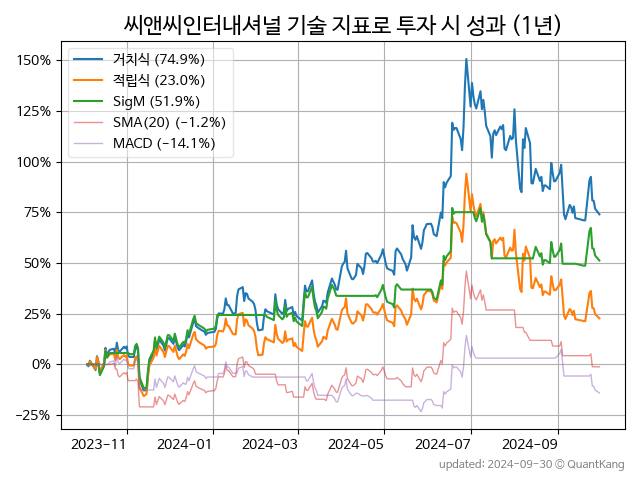 씨앤씨인터내셔널 기술 지표로 투자 시 성과 (1년)
150%
125%
100%
75%
50%
25%
0%
−25%
거치식 (74.9%)
적립식 (23.0%)
SigM (51.9%)
SMA(20) (-1.2%)
MACD (-14.1%)
2023-11
2024-01
2024-03
2024-05
2024-07
2024-09
updated: 2024-09-30 © QuantKang